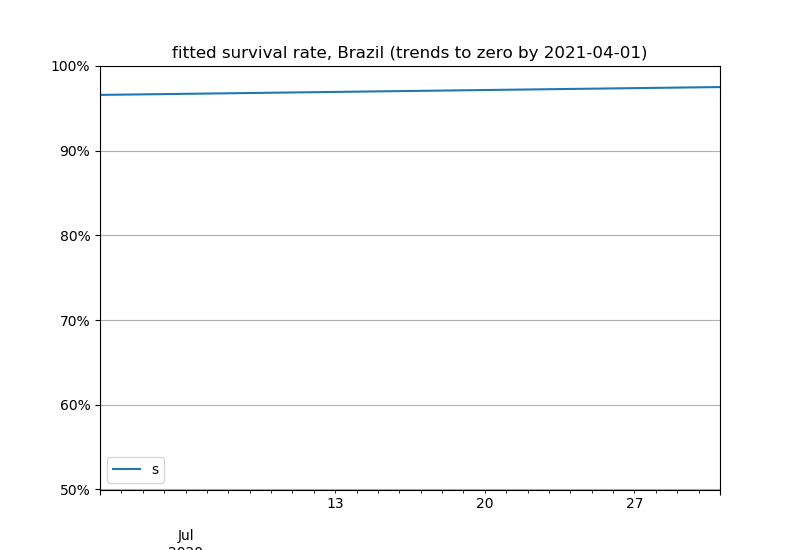 fitted survival rate, Brazil (trends to zero by 2021-04-01)
100%
90%
80%
70%
60%
50%
s
13 20 27
Jul
2020